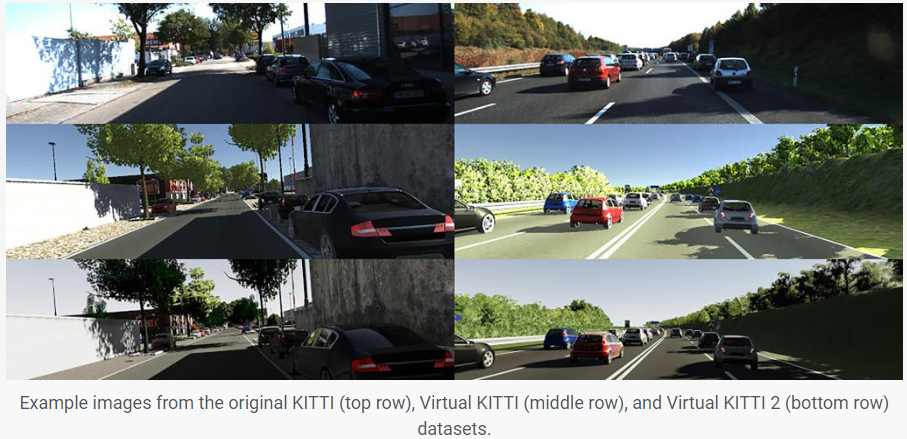 Example images from the original KITTI (top row), Virtual KITTI (middle row), and Virtual KITTI 2 (bottom row)
datasets.